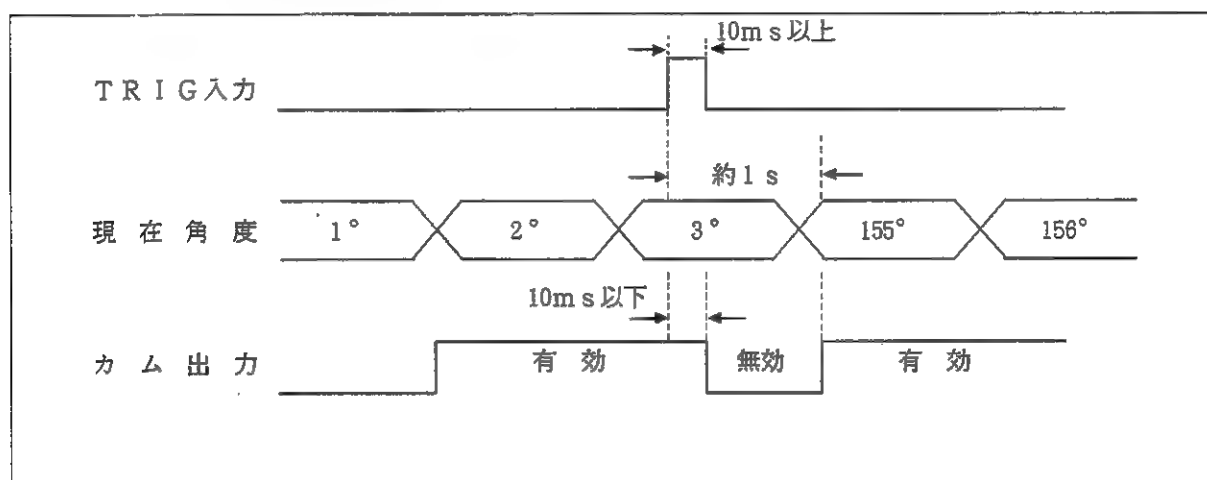 10ms以上
TRIG入力
約1s
現在角度 1° 2° 3° 155° 156°
10ms以下
カム出力 有効 無効 有効